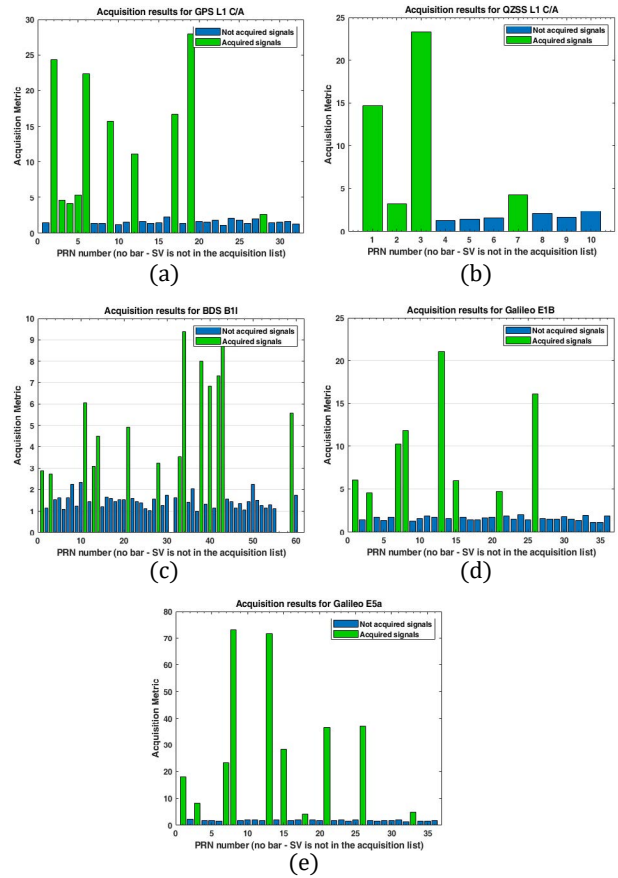 Acquisition results for GPS L1 C/A
30
25
20
15
10
5
0
Acquisition Metric
Not acquired signals
Acquired signals
0 5 10 15 20 25 30
PRN number (no bar - SV is not in the acquisition list)
(a)
Acquisition results for QZSS L1 C/A
25
20
15
10
5
0
Acquisition Metric
Not acquired signals
Acquired signals
1 2 3 4 5 6 7 8 9 10
PRN number (no bar - SV is not in the acquisition list)
(b)
Acquisition results for BDS B1I
10
9
8
7
6
5
4
3
2
1
0
Acquisition Metric
Not acquired signals
Acquired signals
0 10 20 30 40 50 60
PRN number (no bar - SV is not in the acquisition list)
(c)
Acquisition results for Galileo E1B
25
20
15
10
5
0
Acquisition Metric
Not acquired signals
Acquired signals
0 5 10 15 20 25 30 35
PRN number (no bar - SV is not in the acquisition list)
(d)
Acquisition results for Galileo E5a
80
70
60
50
40
30
20
10
0
Acquisition Metric
Not acquired signals
Acquired signals
0 5 10 15 20 25 30 35
PRN number (no bar - SV is not in the acquisition list)
(e)